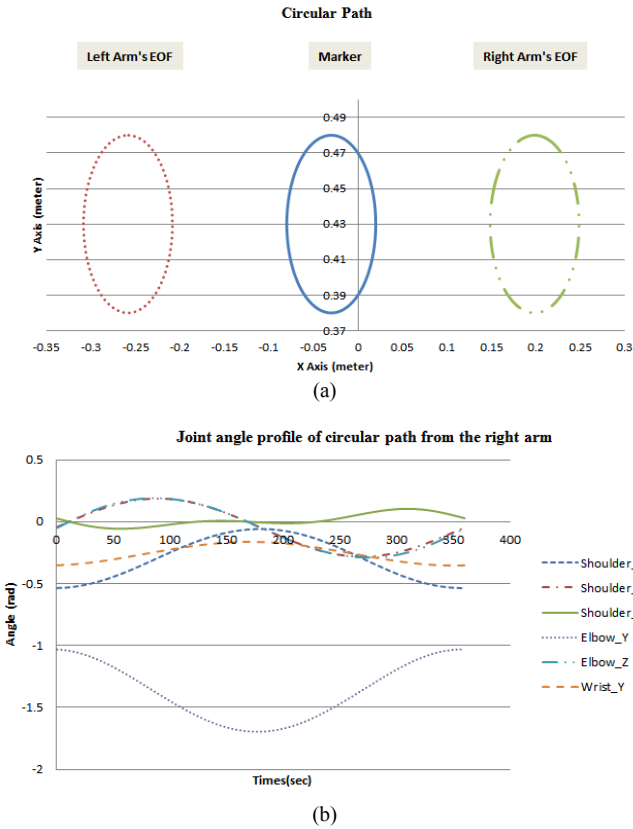 Circular Path
Left Arm's EOF
Marker
Right Arm's EOF
0.49
0.47
0.45
0.43
0.41
0.39
0.37
Y Axis (meter)
-0.35 -0.3 -0.25 -0.2 -0.15 -0.1 -0.05 0 0.05 0.1 0.15 0.2 0.25 0.3
X Axis (meter)
(a)
Joint angle profile of circular path from the right arm
0.5
0
-0.5
-1
-1.5
-2
Angle (rad)
0 50 100 150 200 250 300 350 400
Times(sec)
Shoulder_
Shoulder_
Shoulder_
Elbow_Y
Elbow_Z
Wrist_Y
(b)